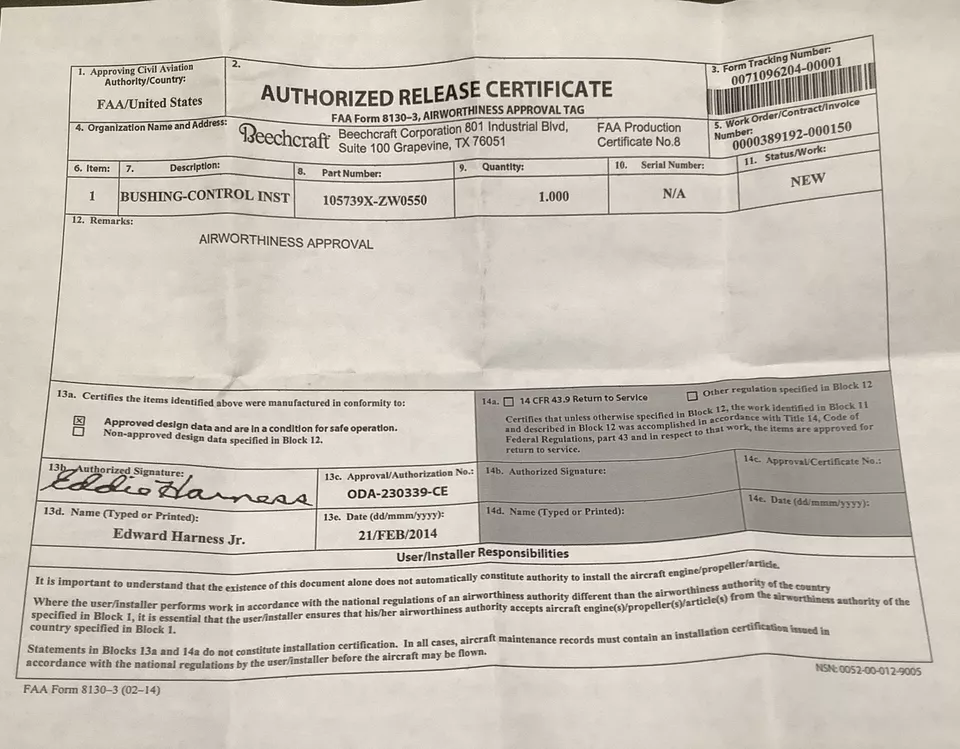 1. Approving Civil Aviation
Authority/Country:
FAA/United States
2.
AUTHORIZED RELEASE CERTIFICATE
FAA Form 8130–3, AIRWORTHINESS APPROVAL TAG
3. Form Tracking Number:
0071096204-00001
4. Organization Name and Address:
Beechcraft
Beechcraft Corporation 801 Industrial Blvd,
Suite 100 Grapevine, TX 76051
FAA Production
Certificate No.8
5. Work Order/Contract/Invoice
Number:
0000389192-000150
6. Item:
1
7. Description:
BUSHING-CONTROL INST
8. Part Number:
105739X-ZW0550
9. Quantity:
1.000
10. Serial Number:
N/A
11. Status/Work:
NEW
12. Remarks:
AIRWORTHINESS APPROVAL
13a. Certifies the items identified above were manufactured in conformity to:
Approved design data and are in a condition for safe operation.
Non-approved design data specified in Block 12.
14a. 14 CFR 43.9 Return to Service
Other regulation specified in Block 12
Certifies that unless otherwise specified in Block 12, the work identified in Block 11
and described in Block 12 was accomplished in accordance with Title 14, Code of
Federal Regulations, part 43 and in respect to that work, the items are approved for
return to service.
13b. Authorized Signature:
Eddie Harness
13c. Approval/Authorization No.:
ODA-230339-CE
14b. Authorized Signature:
14c. Approval/Certificate No.:
13d. Name (Typed or Printed):
Edward Harness Jr.
13e. Date (dd/mmm/yyyy):
21/FEB/2014
14d. Name (Typed or Printed):
14e. Date (dd/mmm/yyyy):
User/Installer Responsibilities
It is important to understand that the existence of this document alone does not automatically constitute authority to install the aircraft engine/propeller/article.
Where the user/installer performs work in accordance with the national regulations of an airworthiness authority different than the airworthiness authority of the country
specified in Block 1, it is essential that the user/installer ensures that his/her airworthiness authority accepts aircraft engine(s)/propeller(s)/article(s) from the airworthiness authority of the
country specified in Block 1.
Statements in Blocks 13a and 14a do not constitute installation certification. In all cases, aircraft maintenance records must contain an installation certification issued in
accordance with the national regulations by the user/installer before the aircraft may be flown.
FAA Form 8130–3 (02–14)
NSN: 0052-00-012-9005